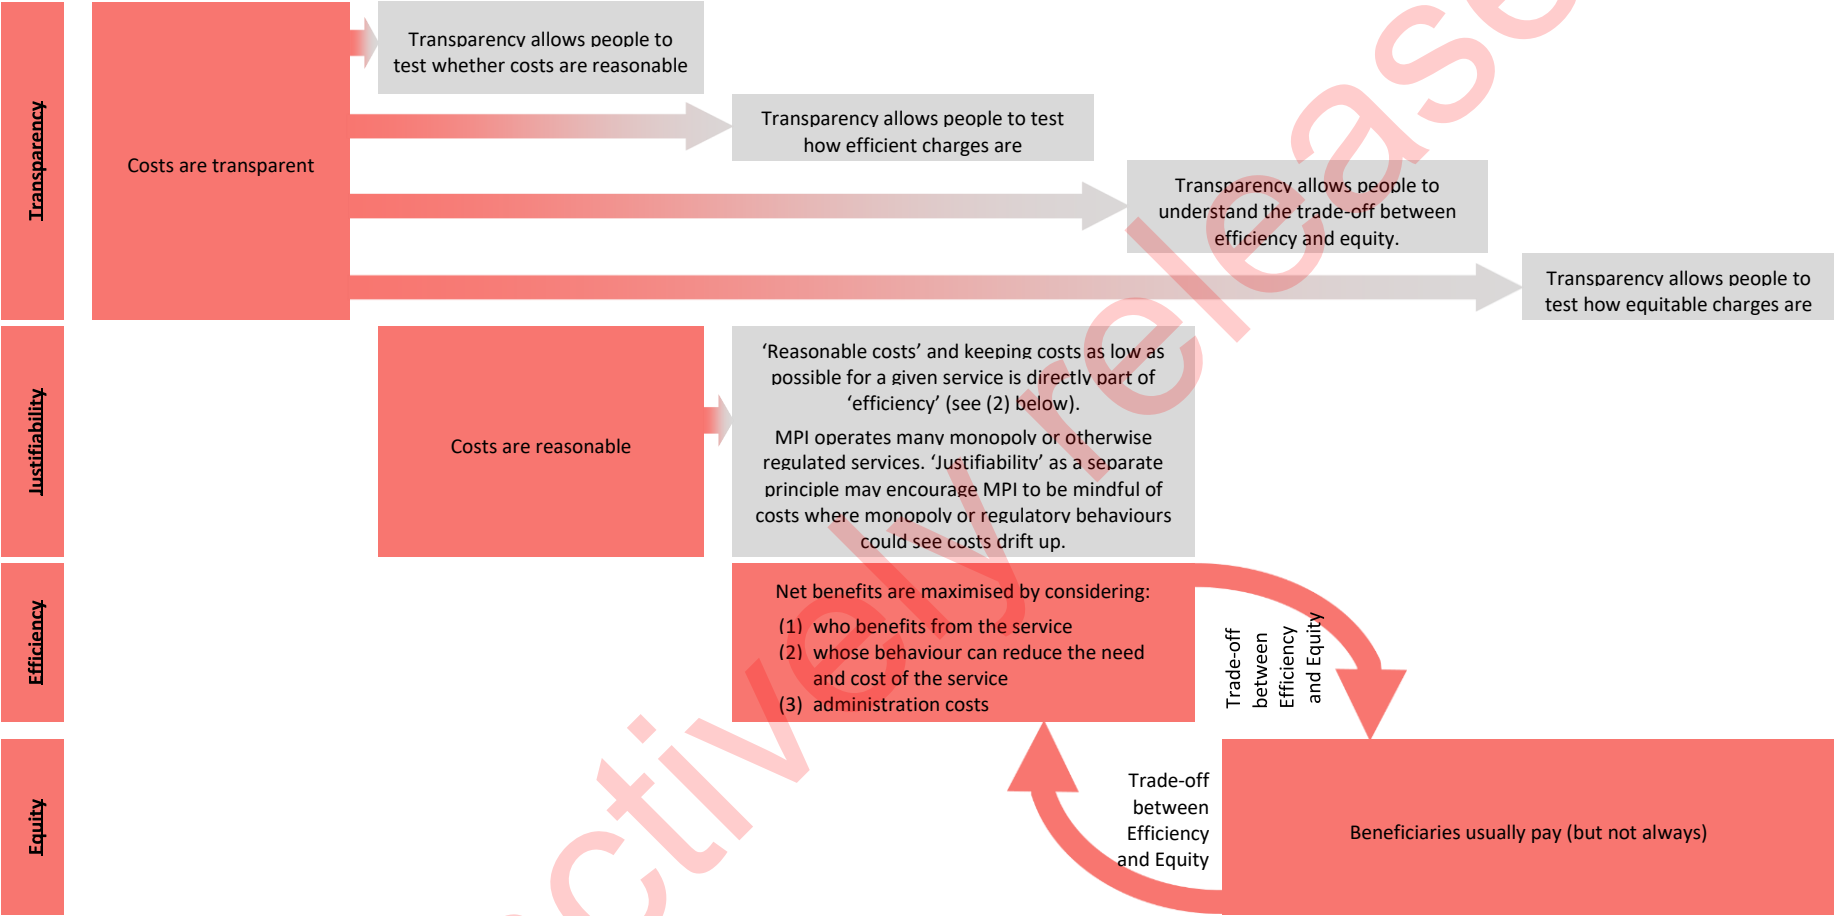 Transparency
Costs are transparent
Transparency allows people to
test whether costs are reasonable
Transparency allows people to test
how efficient charges are
Transparency allows people to
understand the trade-off between
efficiency and equity.
Transparency allows people to
test how equitable charges are
Justifiability
Costs are reasonable
‘Reasonable costs’ and keeping costs as low as
possible for a given service is directly part of
‘efficiency’ (see (2) below).
MPI operates many monopoly or otherwise
regulated services. ‘Justifiability’ as a separate
principle may encourage MPI to be mindful of
costs where monopoly or regulatory behaviours
could see costs drift up.
Efficiency
Net benefits are maximised by considering:
(1) who benefits from the service
(2) whose behaviour can reduce the need
and cost of the service
(3) administration costs
Trade-off
between
Efficiency
and Equity
Equity
Trade-off
between
Efficiency
and Equity
Beneficiaries usually pay (but not always)
ctively release